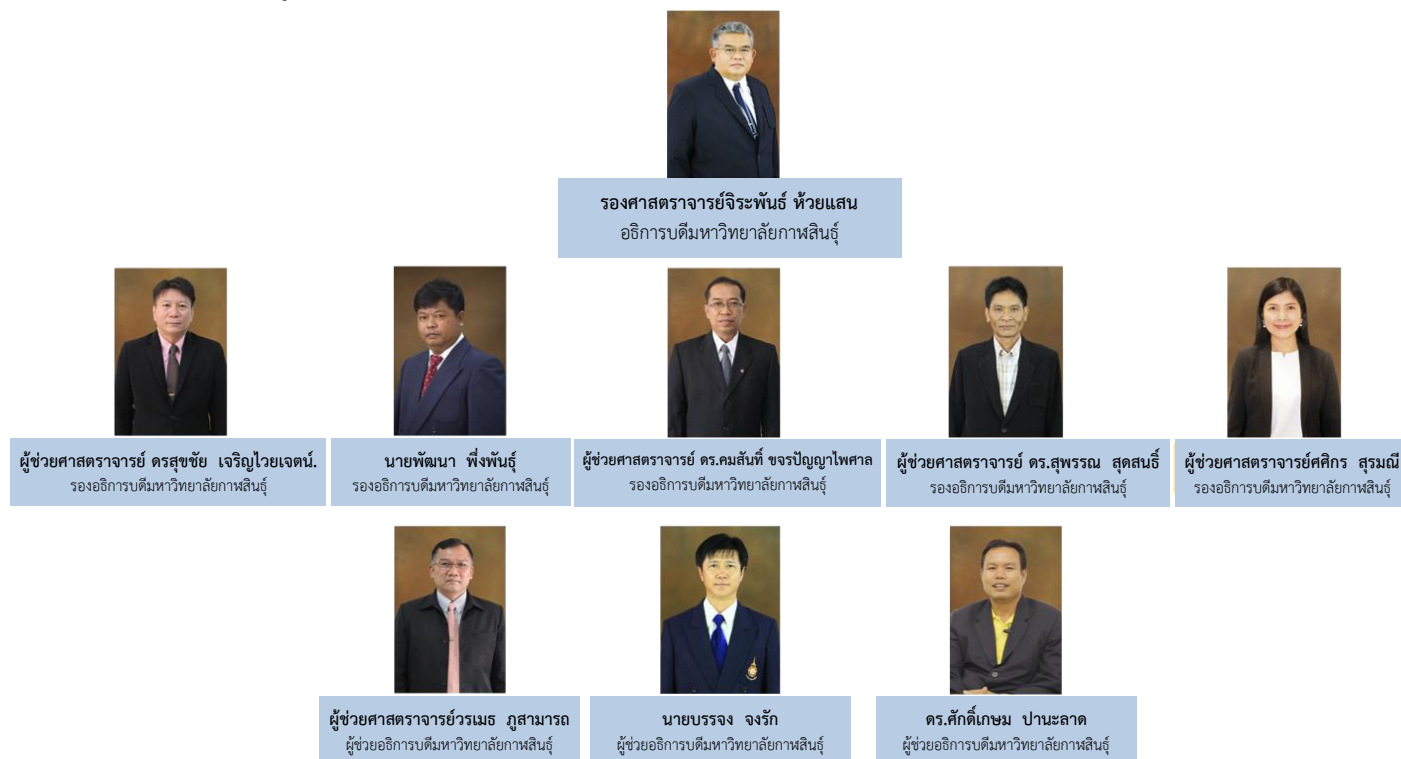 รองศาสตราจารย์จิระพันธ์ ห้วยแสน
อธิการบดีมหาวิทยาลัยกาฬสินธุ์
ผู้ช่วยศาสตราจารย์ ดรสุขชัย เจริญไวยเจตน์.
รองอธิการบดีมหาวิทยาลัยกาฬสินธุ์
นายพัฒนา พึ่งพันธุ์
รองอธิการบดีมหาวิทยาลัยกาฬสินธุ์
ผู้ช่วยศาสตราจารย์ ดร.คมสันทิ์ ขจรปัญญาไพศาล
รองอธิการบดีมหาวิทยาลัยกาฬสินธุ์
ผู้ช่วยศาสตราจารย์ ดร.สุพรรณ สุดสนธิ์
รองอธิการบดีมหาวิทยาลัยกาฬสินธุ์
ผู้ช่วยศาสตราจารย์ศศิกร สุรมณี
รองอธิการบดีมหาวิทยาลัยกาฬสินธุ์
ผู้ช่วยศาสตราจารย์วรเมธ ภูสามารถ
ผู้ช่วยอธิการบดีมหาวิทยาลัยกาฬสินธุ์
นายบรรจง จงรัก
ผู้ช่วยอธิการบดีมหาวิทยาลัยกาฬสินธุ์
ดร.ศักดิ์เกษม ปานะลาด
ผู้ช่วยอธิการบดีมหาวิทยาลัยกาฬสินธุ์